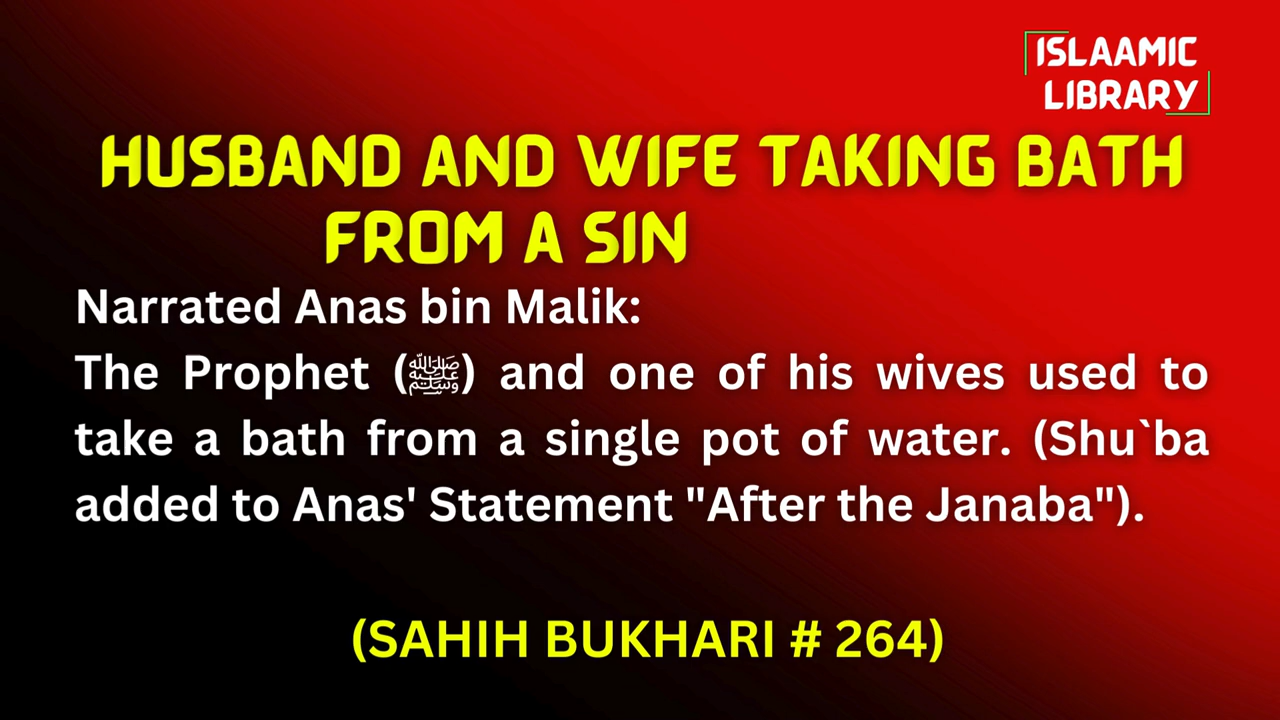 ISLAAMIC
LIBRARY
HUSBAND AND WIFE TAKING BATH
FROM A SIN
Narrated Anas bin Malik:
The Prophet (ﷺ) and one of his wives used to
take a bath from a single pot of water. (Shu`ba
added to Anas' Statement "After the Janaba").
(SAHIH BUKHARI # 264)